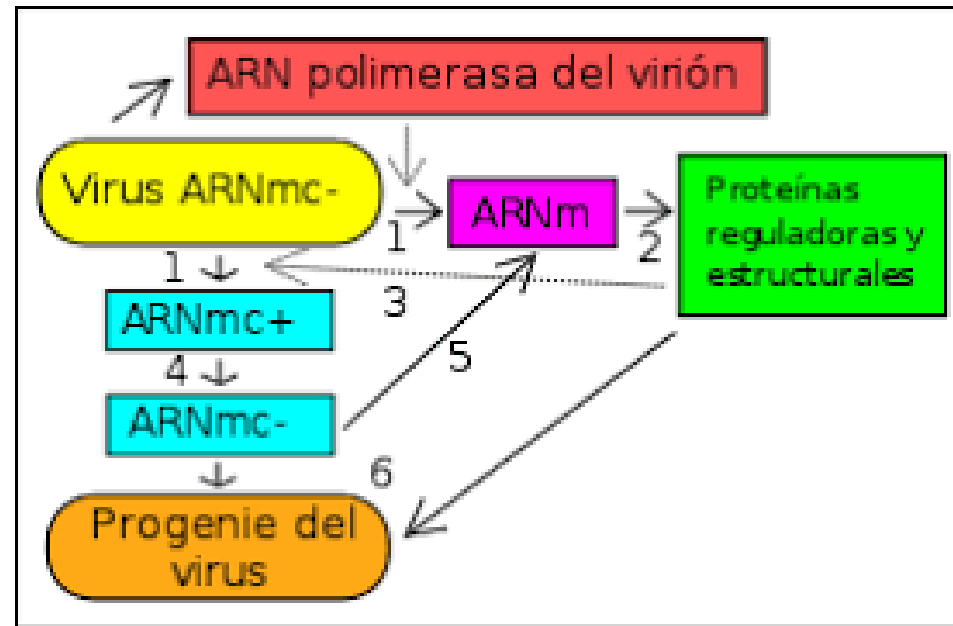 ARN polimerasa del virión
Virus ARNmc-
1
ARNm
2
Proteínas
reguladoras y
estructurales
1
3
ARNmc+
4
5
ARNmc-
6
Progenie del
virus